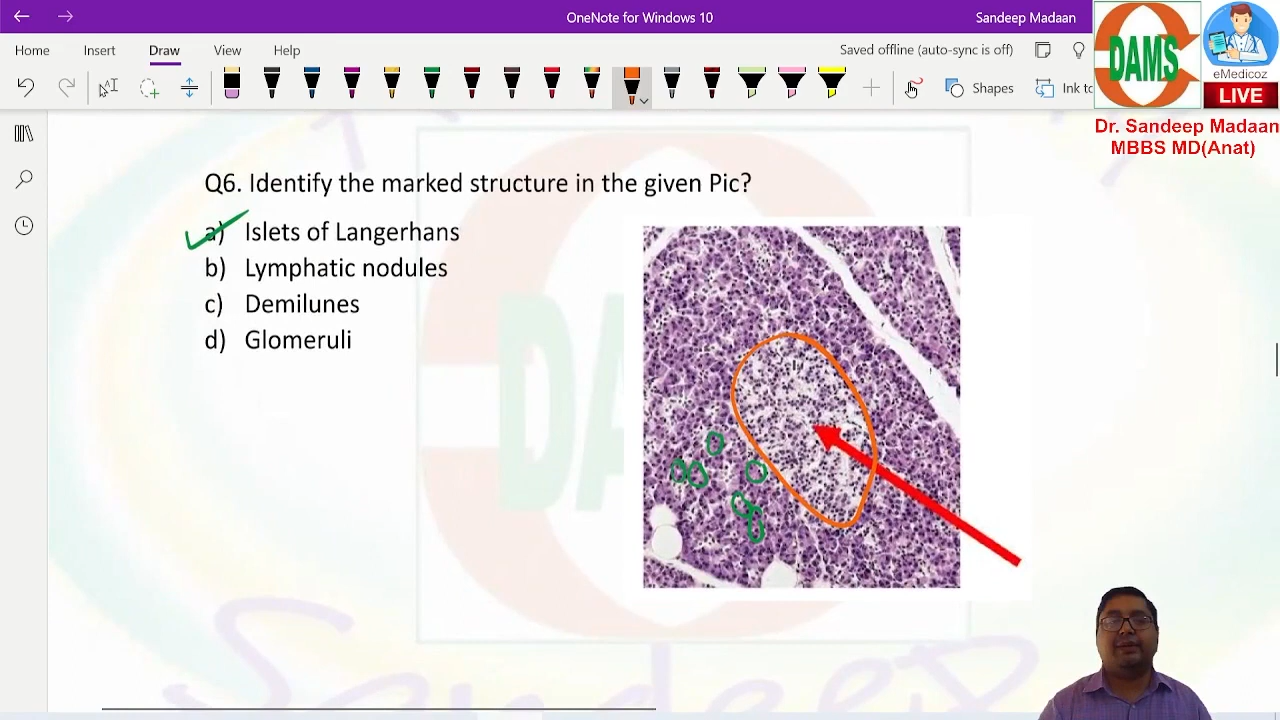 OneNote for Windows 10
Sandeep Madaan
Home Insert Draw View Help
Saved offline (auto-sync is off)
Shapes
Ink to
DAMS
eMedicoz
LIVE
Dr. Sandeep Madaan
MBBS MD(Anat)
Q6. Identify the marked structure in the given Pic?
a) Islets of Langerhans
b) Lymphatic nodules
c) Demilunes
d) Glomeruli
Sandeep